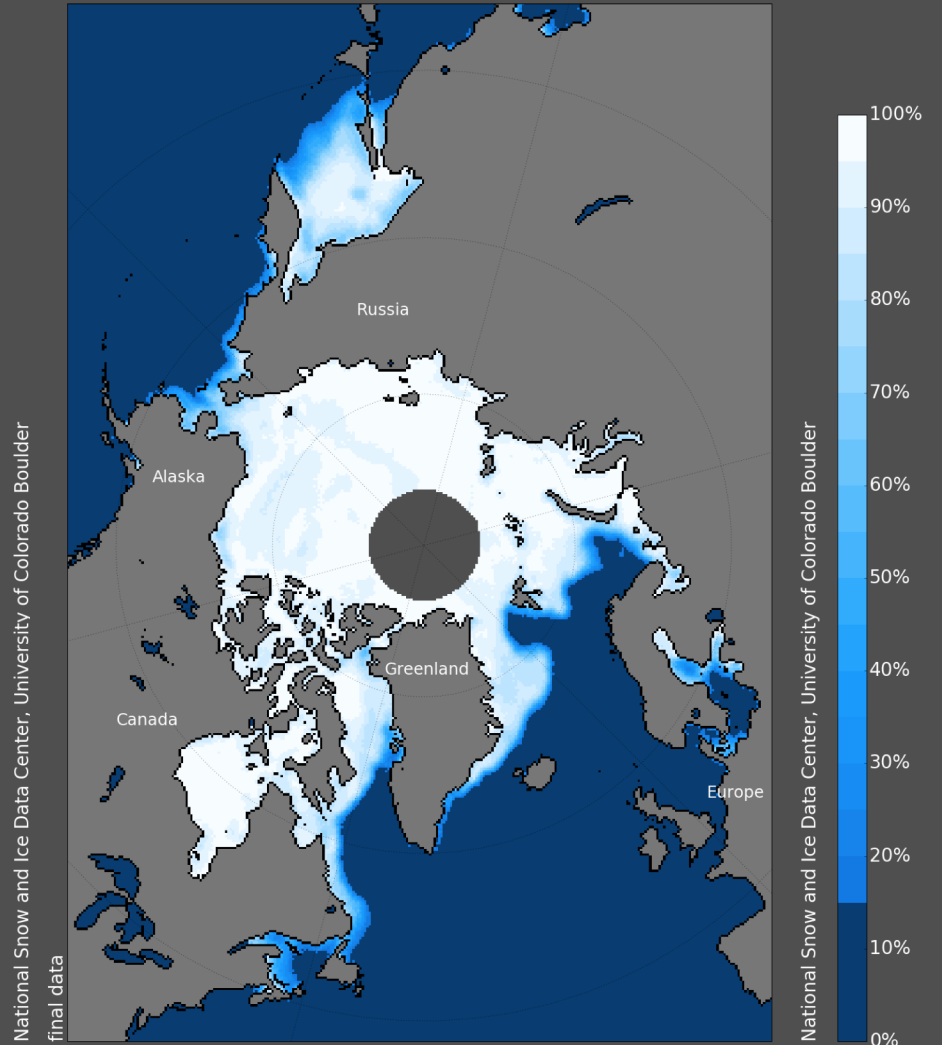 National Snow and Ice Data Center, University of Colorado Boulder
final data
Russia
Alaska
Greenland
Canada
Europe
National Snow and Ice Data Center, University of Colorado Boulder
100%
90%
80%
70%
60%
50%
40%
30%
20%
10%
0%